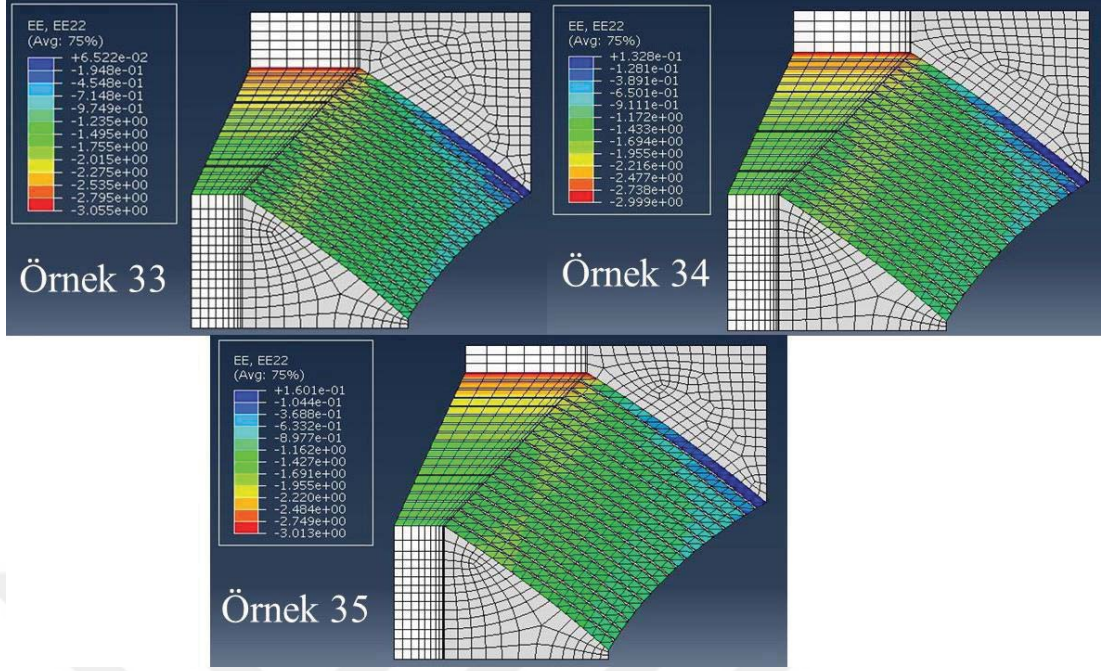 EE, EE22
(Avg: 75%)
+6.522e-02
-1.948e-01
-4.548e-01
-7.148e-01
-9.749e-01
-1.235e+00
-1.495e+00
-1.755e+00
-2.015e+00
-2.275e+00
-2.535e+00
-2.795e+00
-3.055e+00
Örnek 33
EE, EE22
(Avg: 75%)
+1.328e-01
-1.281e-01
-3.891e-01
-6.501e-01
-9.111e-01
-1.172e+00
-1.433e+00
-1.694e+00
-1.955e+00
-2.216e+00
-2.477e+00
-2.738e+00
-2.999e+00
Örnek 34
EE, EE22
(Avg: 75%)
+1.601e-01
-1.044e-01
-3.688e-01
-6.332e-01
-8.977e-01
-1.162e+00
-1.427e+00
-1.691e+00
-1.955e+00
-2.220e+00
-2.484e+00
-2.749e+00
-3.013e+00
Örnek 35